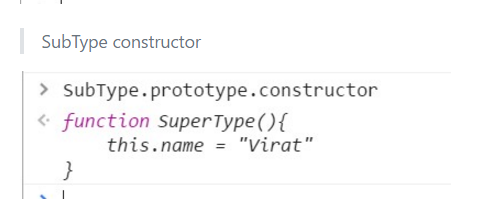 SubType constructor
> SubType.prototype.constructor
<· function SuperType(){
this.name = "Virat"
}
>